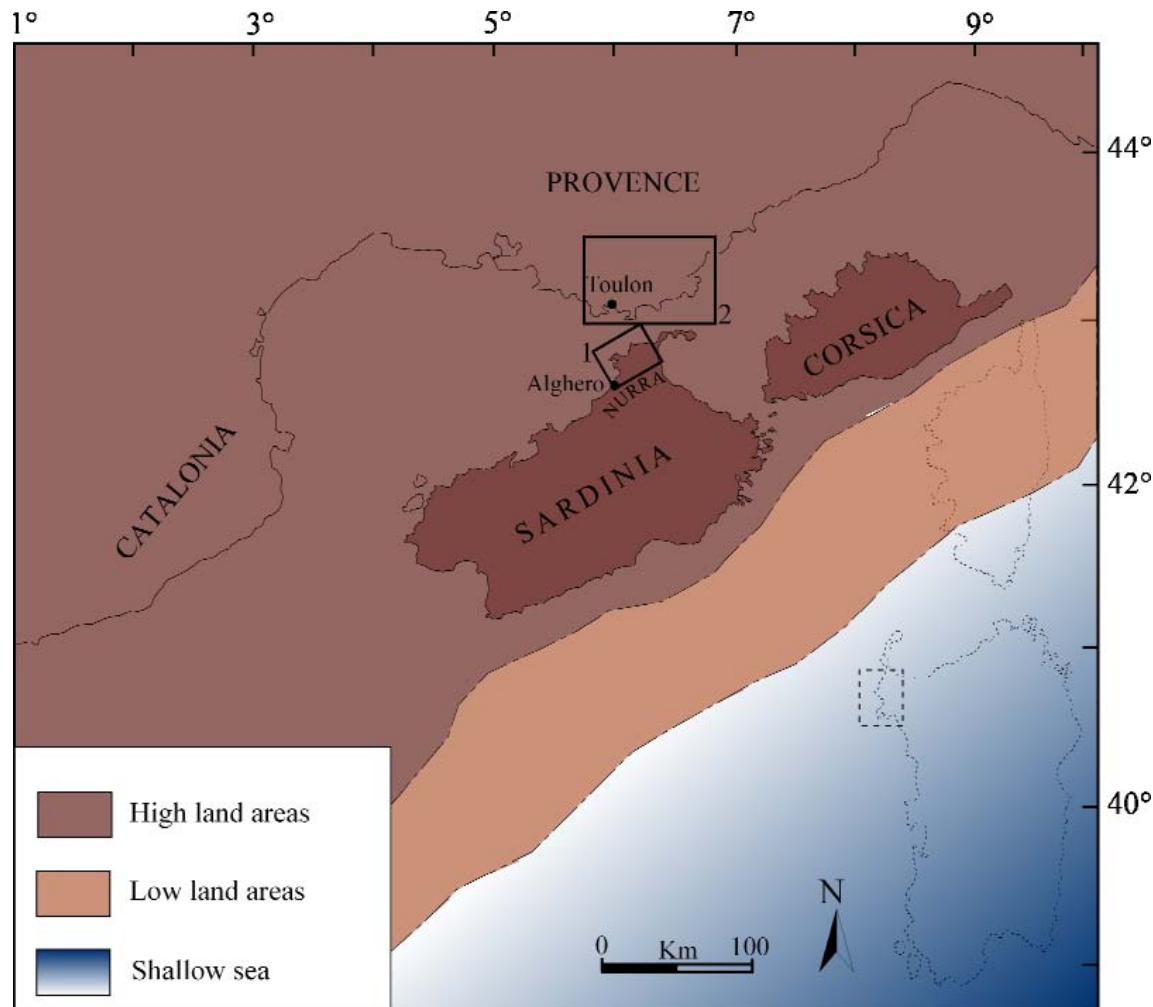 1° 3° 5° 7° 9°
44°
PROVENCE
Toulon
2
1
CORSICA
Alghero
NURRA
CATALONIA
42°
SARDINIA
40°
High land areas
Low land areas
Shallow sea
N
0 Km 100